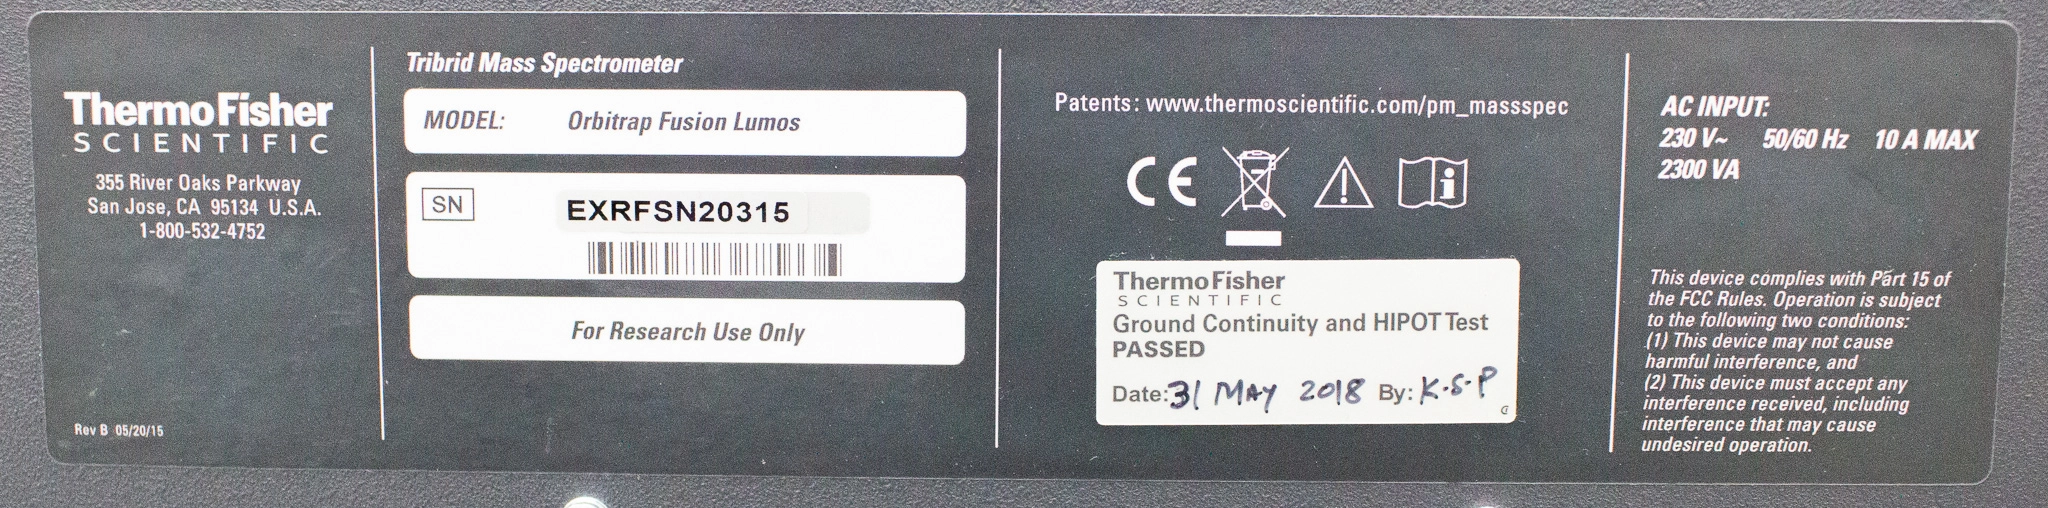 ThermoFisher
SCIENTIFIC
355 River Oaks Parkway
San Jose, CA 95134 U.S.A.
1-800-532-4752
Rev B 05/20/15
Tribrid Mass Spectrometer
MODEL: Orbitrap Fusion Lumos
SN EXRFSN20315
For Research Use Only
Patents: www.thermoscientific.com/pm_massspec
CE
ThermoFisher
SCIENTIFIC
Ground Continuity and HIPOT Test
PASSED
Date: 31 MAY 2018 By: K.S.P
AC INPUT:
230 V~ 50/60 Hz 10 A MAX
2300 VA
This device complies with Part 15 of
the FCC Rules. Operation is subject
to the following two conditions:
(1) This device may not cause
harmful interference, and
(2) This device must accept any
interference received, including
interference that may cause
undesired operation.